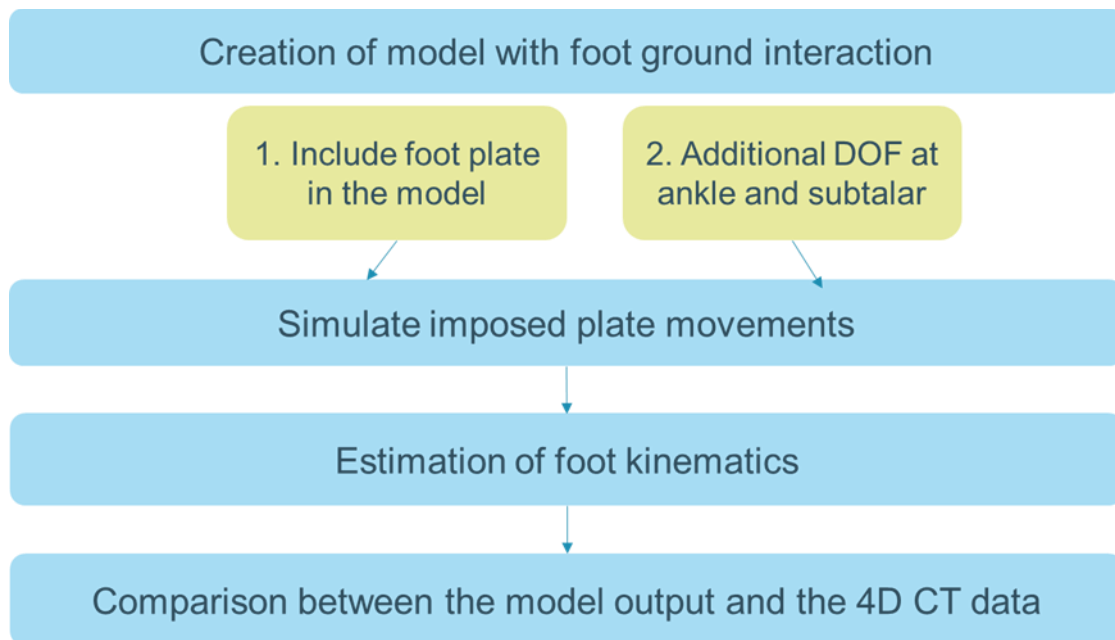 Creation of model with foot ground interaction
1. Include foot plate
in the model
2. Additional DOF at
ankle and subtalar
Simulate imposed plate movements
Estimation of foot kinematics
Comparison between the model output and the 4D CT data